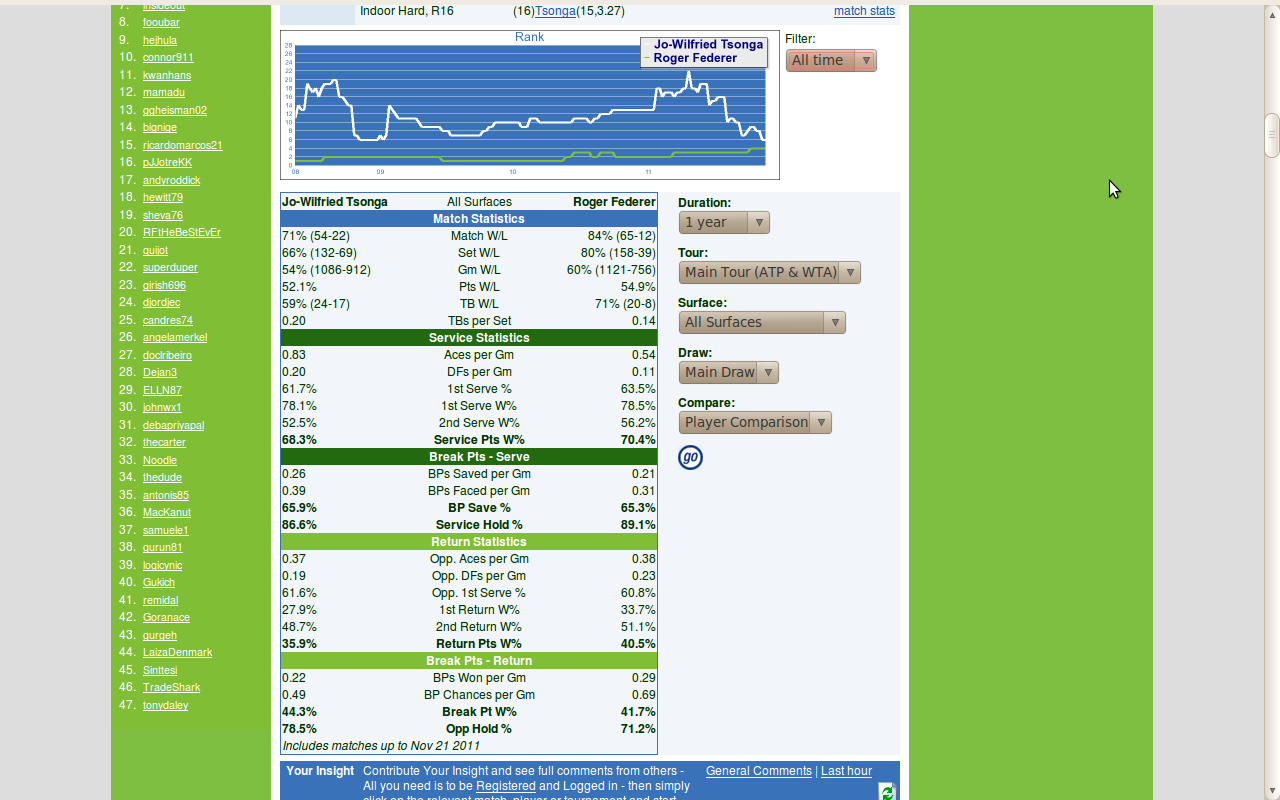 7. insideout
8. fooubar
9. hejhula
10. connor911
11. kwanhans
12. mamadu
13. ggheisman02
14. bignige
15. ricardomarcos21
16. pJJotreKK
17. andyroddick
18. hewitt79
19. sheva76
20. RFtHeBeStEvEr
21. quijot
22. superduper
23. girish696
24. djordjec
25. candres74
26. angelamerkel
27. doclribeiro
28. Dejan3
29. ELLN87
30. johnwx1
31. debapriyapal
32. thecarter
33. Noodle
34. thedude
35. antonis85
36. MacKanut
37. samuele1
38. gurun81
39. logicynic
40. Gukich
41. remidal
42. Goranace
43. gurgeh
44. LaizaDenmark
45. Sinttesi
46. TradeShark
47. tonydaley
Indoor Hard, R16 (16)Tsonga(15,3.27) match stats
Rank
Jo-Wilfried Tsonga
Roger Federer
28
26
24
22
20
18
16
14
12
10
8
6
4
2
0
08 09 10 11
Filter:
All time
Jo-Wilfried Tsonga All Surfaces Roger Federer
Match Statistics
71% (54-22) Match W/L 84% (65-12)
66% (132-69) Set W/L 80% (158-39)
54% (1086-912) Gm W/L 60% (1121-756)
52.1% Pts W/L 54.9%
59% (24-17) TB W/L 71% (20-8)
0.20 TBs per Set 0.14
Service Statistics
0.83 Aces per Gm 0.54
0.20 DFs per Gm 0.11
61.7% 1st Serve % 63.5%
78.1% 1st Serve W% 78.5%
52.5% 2nd Serve W% 56.2%
68.3% Service Pts W% 70.4%
Break Pts - Serve
0.26 BPs Saved per Gm 0.21
0.39 BPs Faced per Gm 0.31
65.9% BP Save % 65.3%
86.6% Service Hold % 89.1%
Return Statistics
0.37 Opp. Aces per Gm 0.38
0.19 Opp. DFs per Gm 0.23
61.6% Opp. 1st Serve % 60.8%
27.9% 1st Return W% 33.7%
48.7% 2nd Return W% 51.1%
35.9% Return Pts W% 40.5%
Break Pts - Return
0.22 BPs Won per Gm 0.29
0.49 BP Chances per Gm 0.69
44.3% Break Pt W% 41.7%
78.5% Opp Hold % 71.2%
Includes matches up to Nov 21 2011
Duration:
1 year
Tour:
Main Tour (ATP & WTA)
Surface:
All Surfaces
Draw:
Main Draw
Compare:
Player Comparison
go
Your Insight Contribute Your Insight and see full comments from others - General Comments | Last hour
All you need is to be Registered and Logged in - then simply
click on the relevant match, player or tournament and start